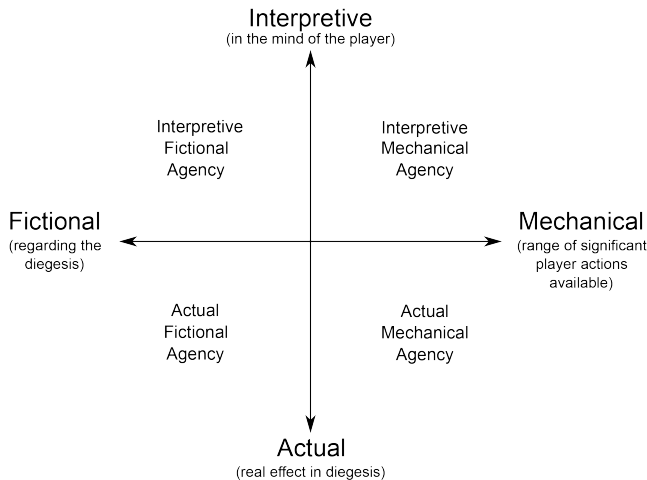 Interpretive
(in the mind of the player)
Interpretive
Fictional
Agency
Interpretive
Mechanical
Agency
Fictional
(regarding the
diegesis)
Mechanical
(range of significant
player actions
available)
Actual
Fictional
Agency
Actual
Mechanical
Agency
Actual
(real effect in diegesis)